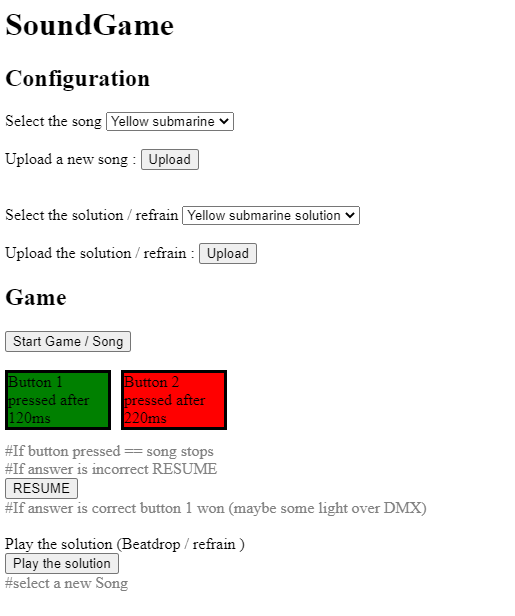 SoundGame
Configuration
Select the song Yellow submarine
Upload a new song : Upload
Select the solution / refrain Yellow submarine solution
Upload the solution / refrain : Upload
Game
Start Game / Song
Button 1
pressed after
120ms
Button 2
pressed after
220ms
#If button pressed == song stops
#If answer is incorrect RESUME
RESUME
#If answer is correct button 1 won (maybe some light over DMX)
Play the solution (Beatdrop / refrain )
Play the solution
#select a new Song